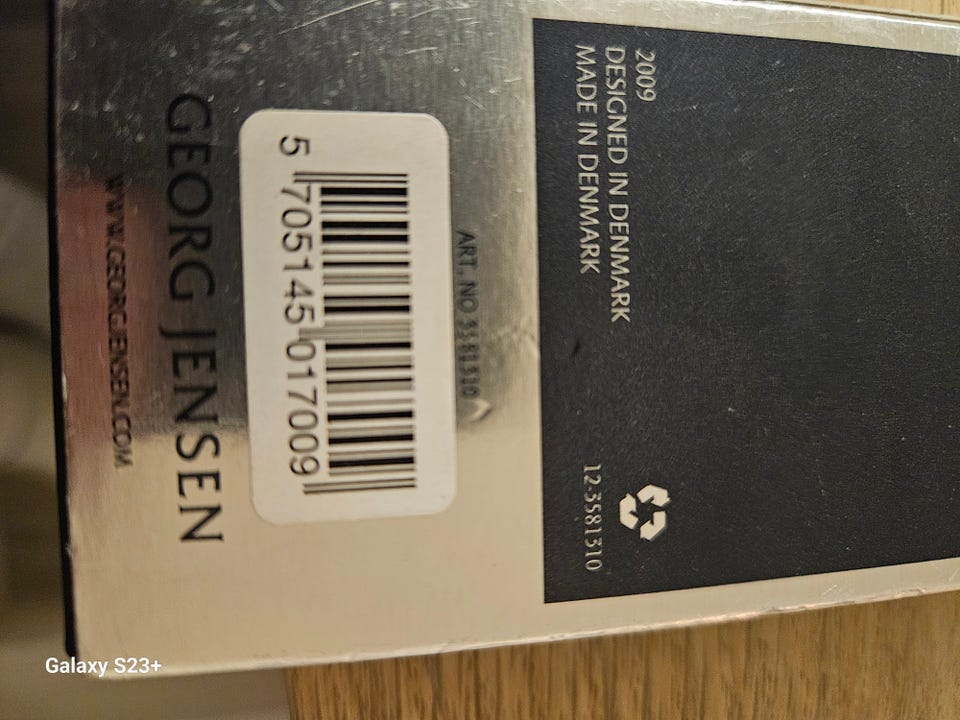 2009
DESIGNED IN DENMARK
MADE IN DENMARK
12-3581310
ART. NO 3581310
5 705145 017009
GEORG JENSEN
WWW.GEORGJENSEN.COM
Galaxy S23+